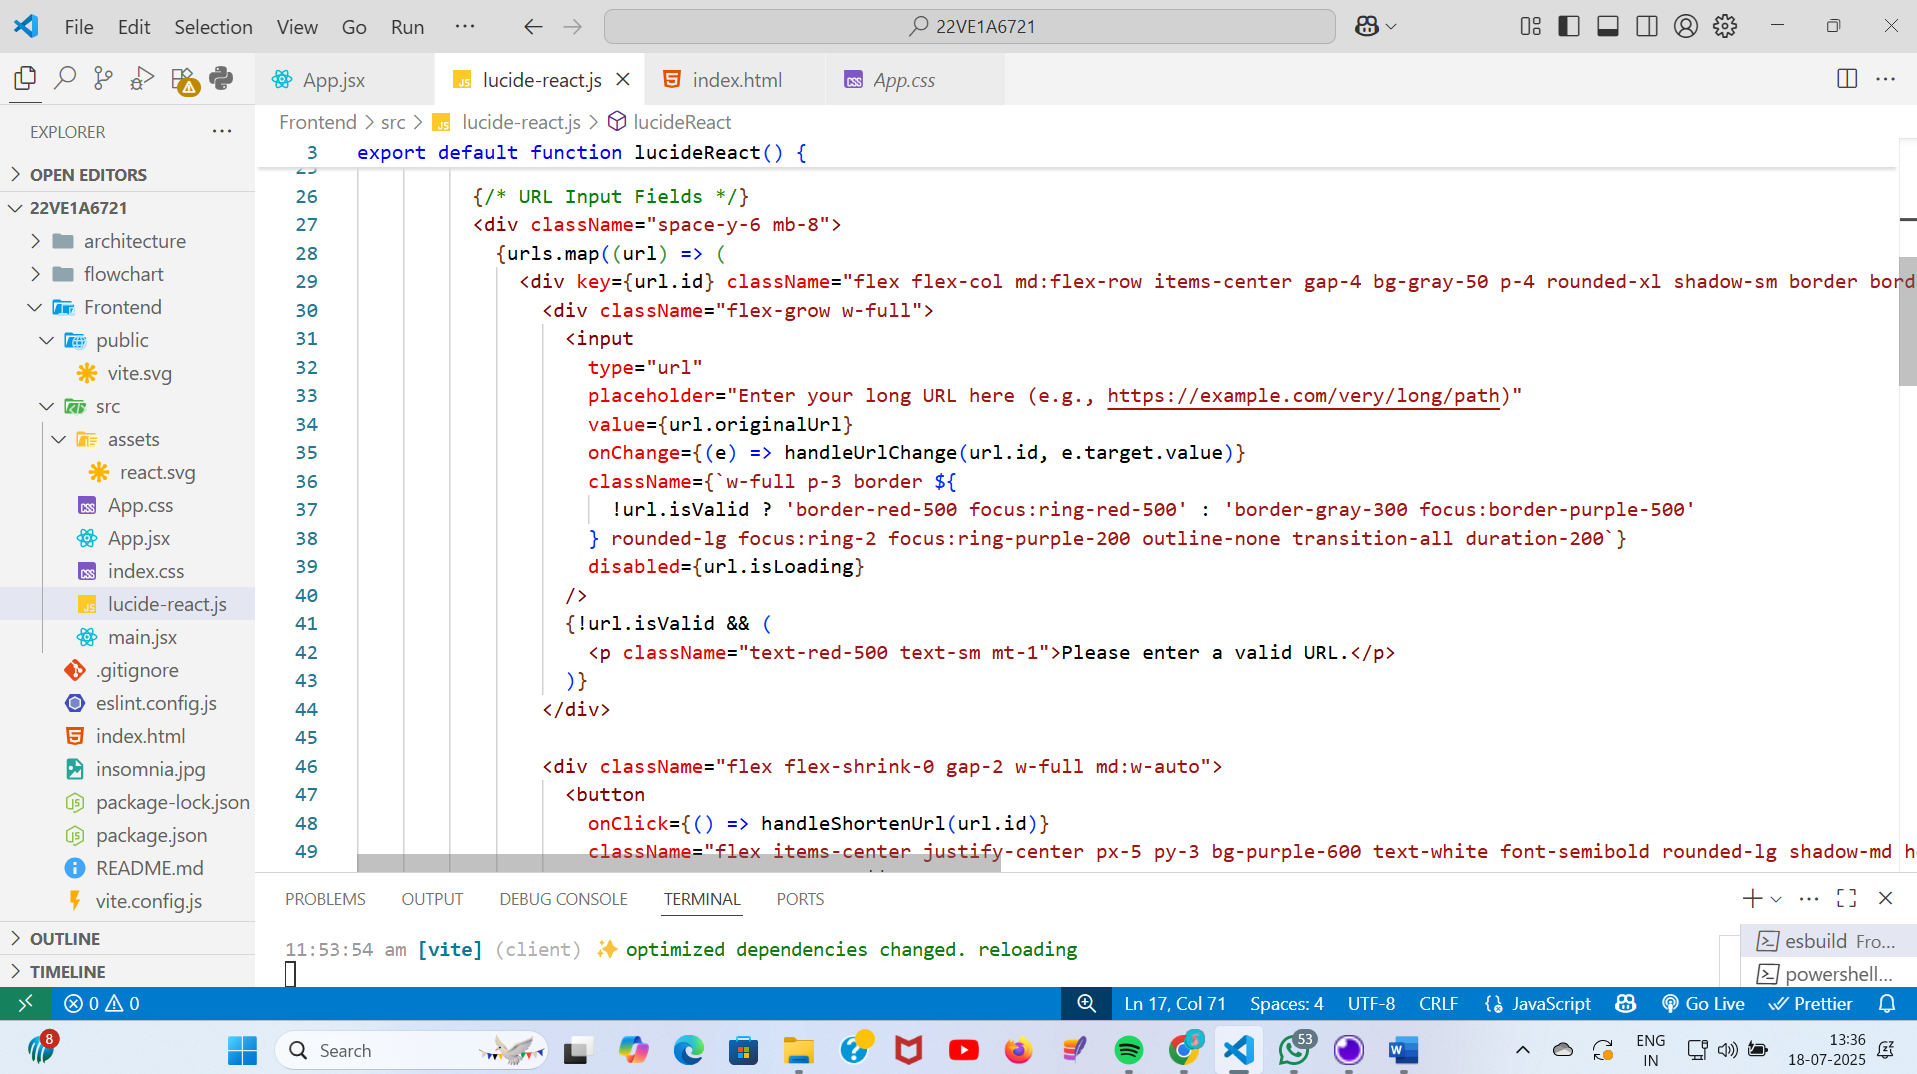 File Edit Selection View Go Run ··· 22VE1A6721
App.jsx lucide-react.js index.html App.css
EXPLORER
OPEN EDITORS
22VE1A6721
architecture
flowchart
Frontend
public
vite.svg
src
assets
react.svg
App.css
App.jsx
index.css
lucide-react.js
main.jsx
.gitignore
eslint.config.js
index.html
insomnia.jpg
package-lock.json
package.json
README.md
vite.config.js
OUTLINE
TIMELINE
Frontend > src > lucide-react.js > lucideReact
3 export default function lucideReact() {
26 {/* URL Input Fields */}
27 <div className="space-y-6 mb-8">
28 {urls.map((url) => (
29 <div key={url.id} className="flex flex-col md:flex-row items-center gap-4 bg-gray-50 p-4 rounded-xl shadow-sm border bord
30 <div className="flex-grow w-full">
31 <input
32 type="url"
33 placeholder="Enter your long URL here (e.g., https://example.com/very/long/path)"
34 value={url.originalUrl}
35 onChange={(e) => handleUrlChange(url.id, e.target.value)}
36 className={`w-full p-3 border ${
37 !url.isValid ? 'border-red-500 focus:ring-red-500' : 'border-gray-300 focus:border-purple-500'
38 } rounded-lg focus:ring-2 focus:ring-purple-200 outline-none transition-all duration-200`}
39 disabled={url.isLoading}
40 />
41 {!url.isValid && (
42 <p className="text-red-500 text-sm mt-1">Please enter a valid URL.</p>
43 )}
44 </div>
45
46 <div className="flex flex-shrink-0 gap-2 w-full md:w-auto">
47 <button
48 onClick={() => handleShortenUrl(url.id)}
49 className="flex items-center justify-center px-5 py-3 bg-purple-600 text-white font-semibold rounded-lg shadow-md h
PROBLEMS OUTPUT DEBUG CONSOLE TERMINAL PORTS
11:53:54 am [vite] (client) ✨ optimized dependencies changed. reloading
esbuild Fro...
powershell...
0 0 Ln 17, Col 71 Spaces: 4 UTF-8 CRLF {} JavaScript Go Live Prettier
8 Search 53 ENG IN 13:36 18-07-2025